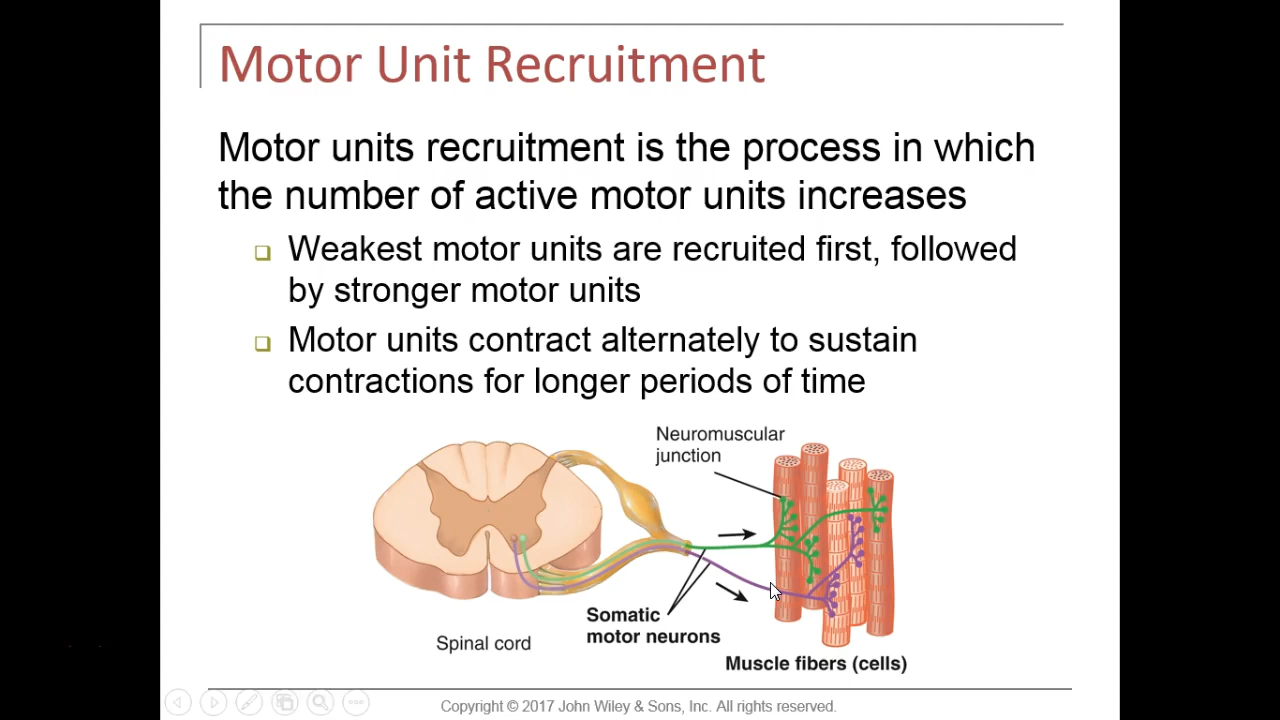 Motor Unit Recruitment
Motor units recruitment is the process in which
the number of active motor units increases
Weakest motor units are recruited first, followed
by stronger motor units
Motor units contract alternately to sustain
contractions for longer periods of time
Neuromuscular
junction
Somatic
motor neurons
Spinal cord
Muscle fibers (cells)
Copyright © 2017 John Wiley & Sons, Inc. All rights reserved.